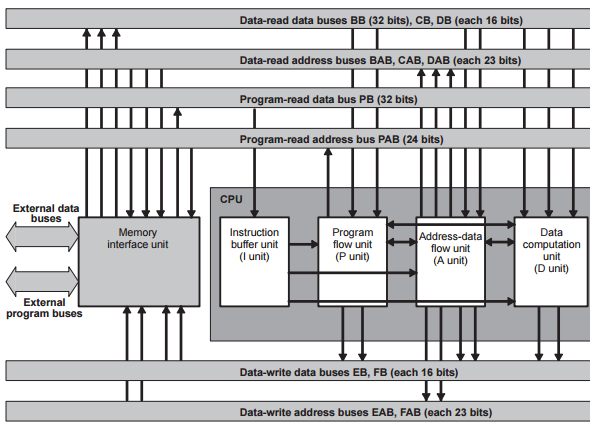 Data-read data buses BB (32 bits), CB, DB (each 16 bits)
Data-read address buses BAB, CAB, DAB (each 23 bits)
Program-read data bus PB (32 bits)
Program-read address bus PAB (24 bits)
CPU
External data
buses
Memory
interface unit
External
program buses
Instruction
buffer unit
(I unit)
Program
flow unit
(P unit)
Address-data
flow unit
(A unit)
Data
computation
unit
(D unit)
Data-write data buses EB, FB (each 16 bits)
Data-write address buses EAB, FAB (each 23 bits)